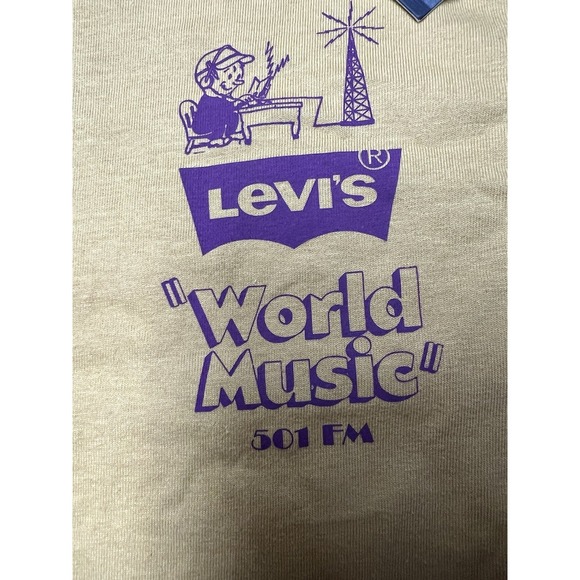 LEVI'S ®
"World
Music"
501 FM